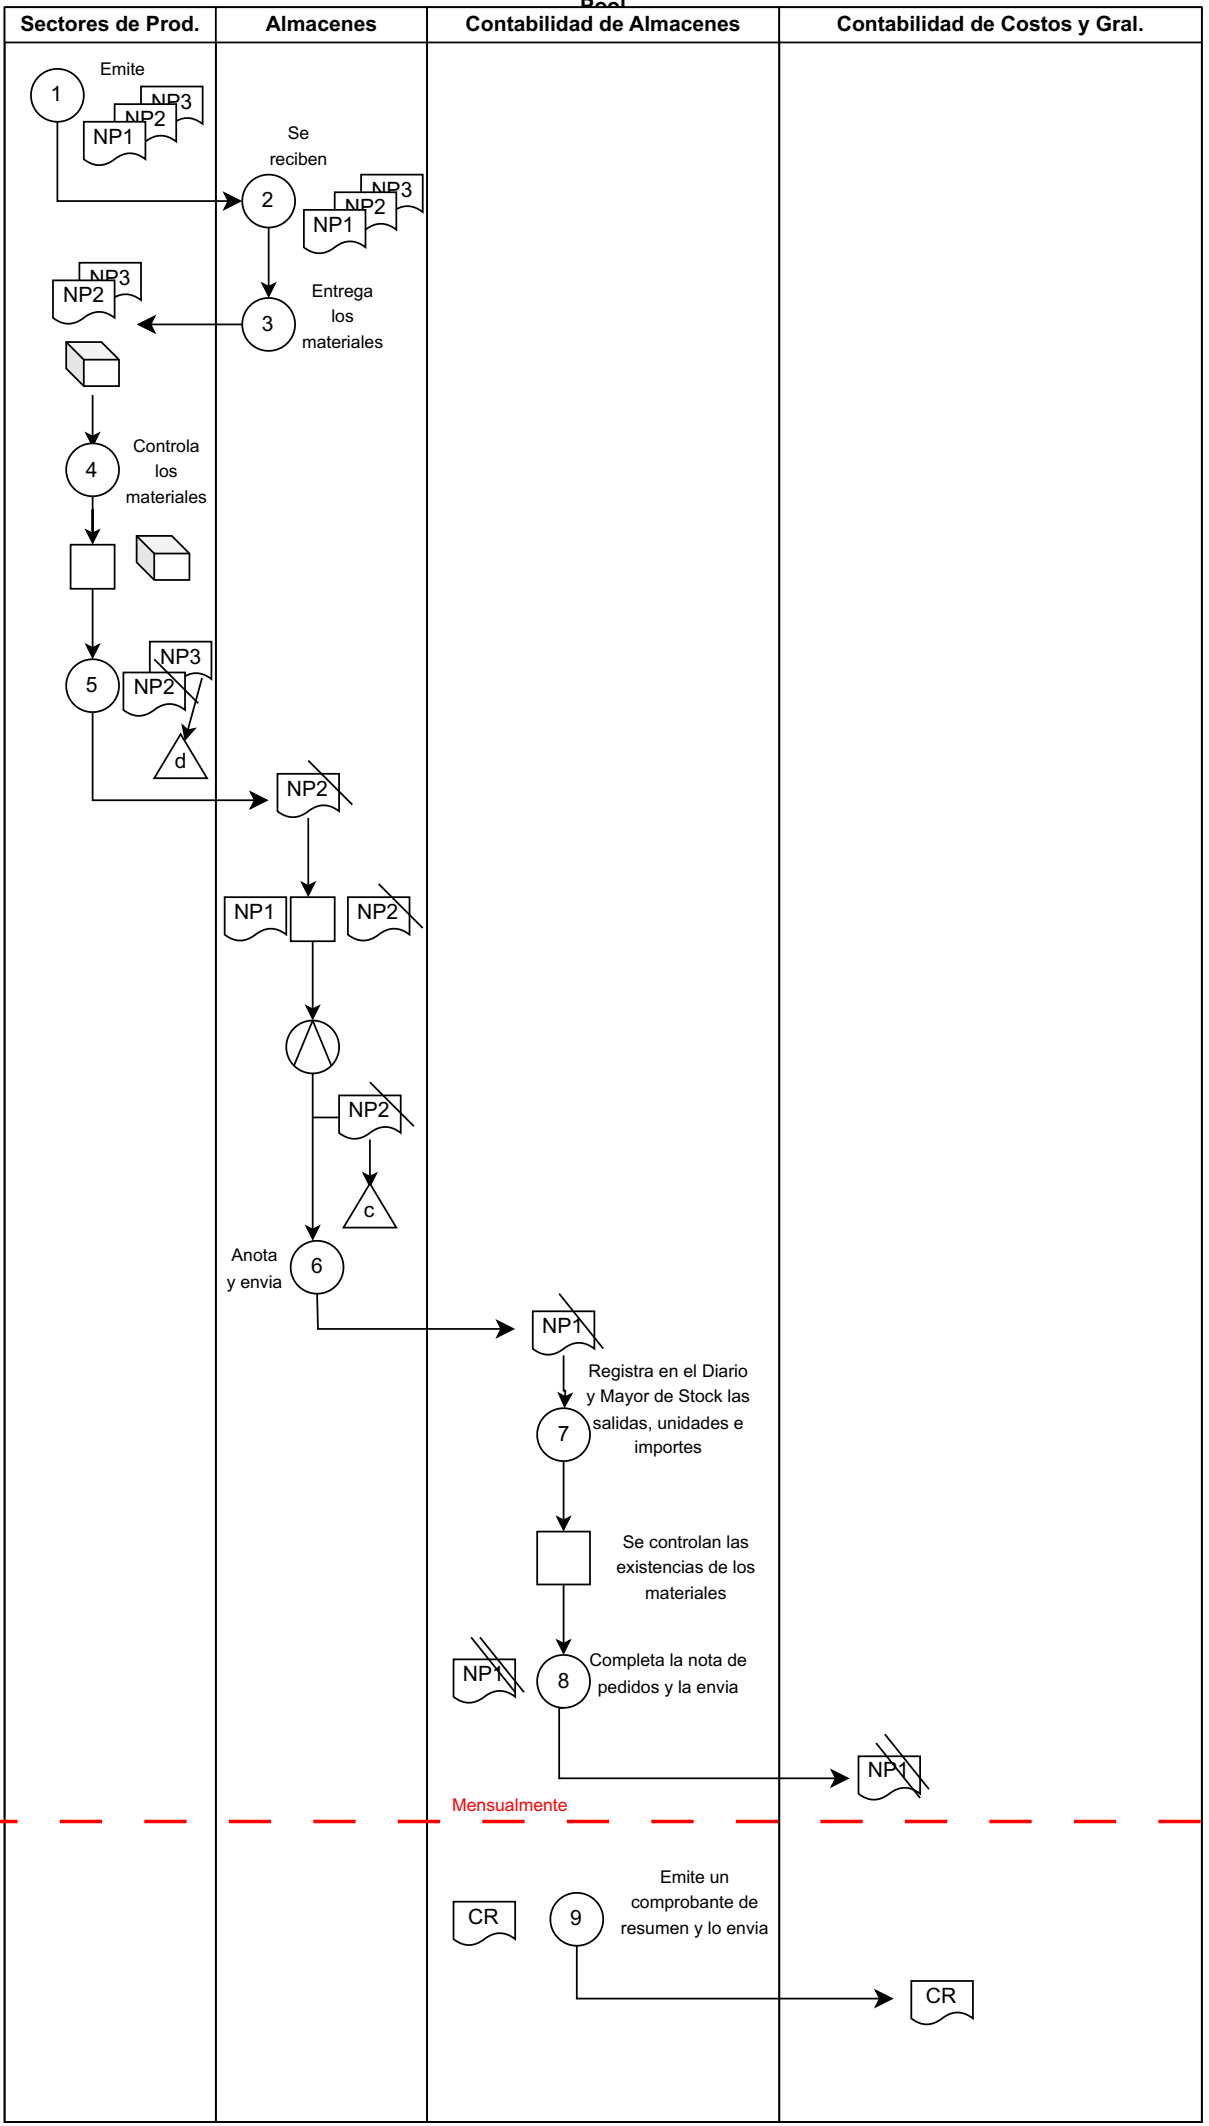 Pool
Sectores de Prod.
Almacenes
Contabilidad de Almacenes
Contabilidad de Costos y Gral.
Emite
1
NP3
NP2
NP1
Se
reciben
2
NP3
NP2
NP1
NP3
NP2
Entrega
los
materiales
3
Controla
los
materiales
4
NP3
5
NP2
d
NP2
NP1
NP2
NP2
c
Anota
y envia
6
NP1
Registra en el Diario
y Mayor de Stock las
salidas, unidades e
importes
7
Se controlan las
existencias de los
materiales
Completa la nota de
pedidos y la envia
NP1
8
NP1
Mensualmente
Emite un
comprobante de
resumen y lo envia
CR
9
CR